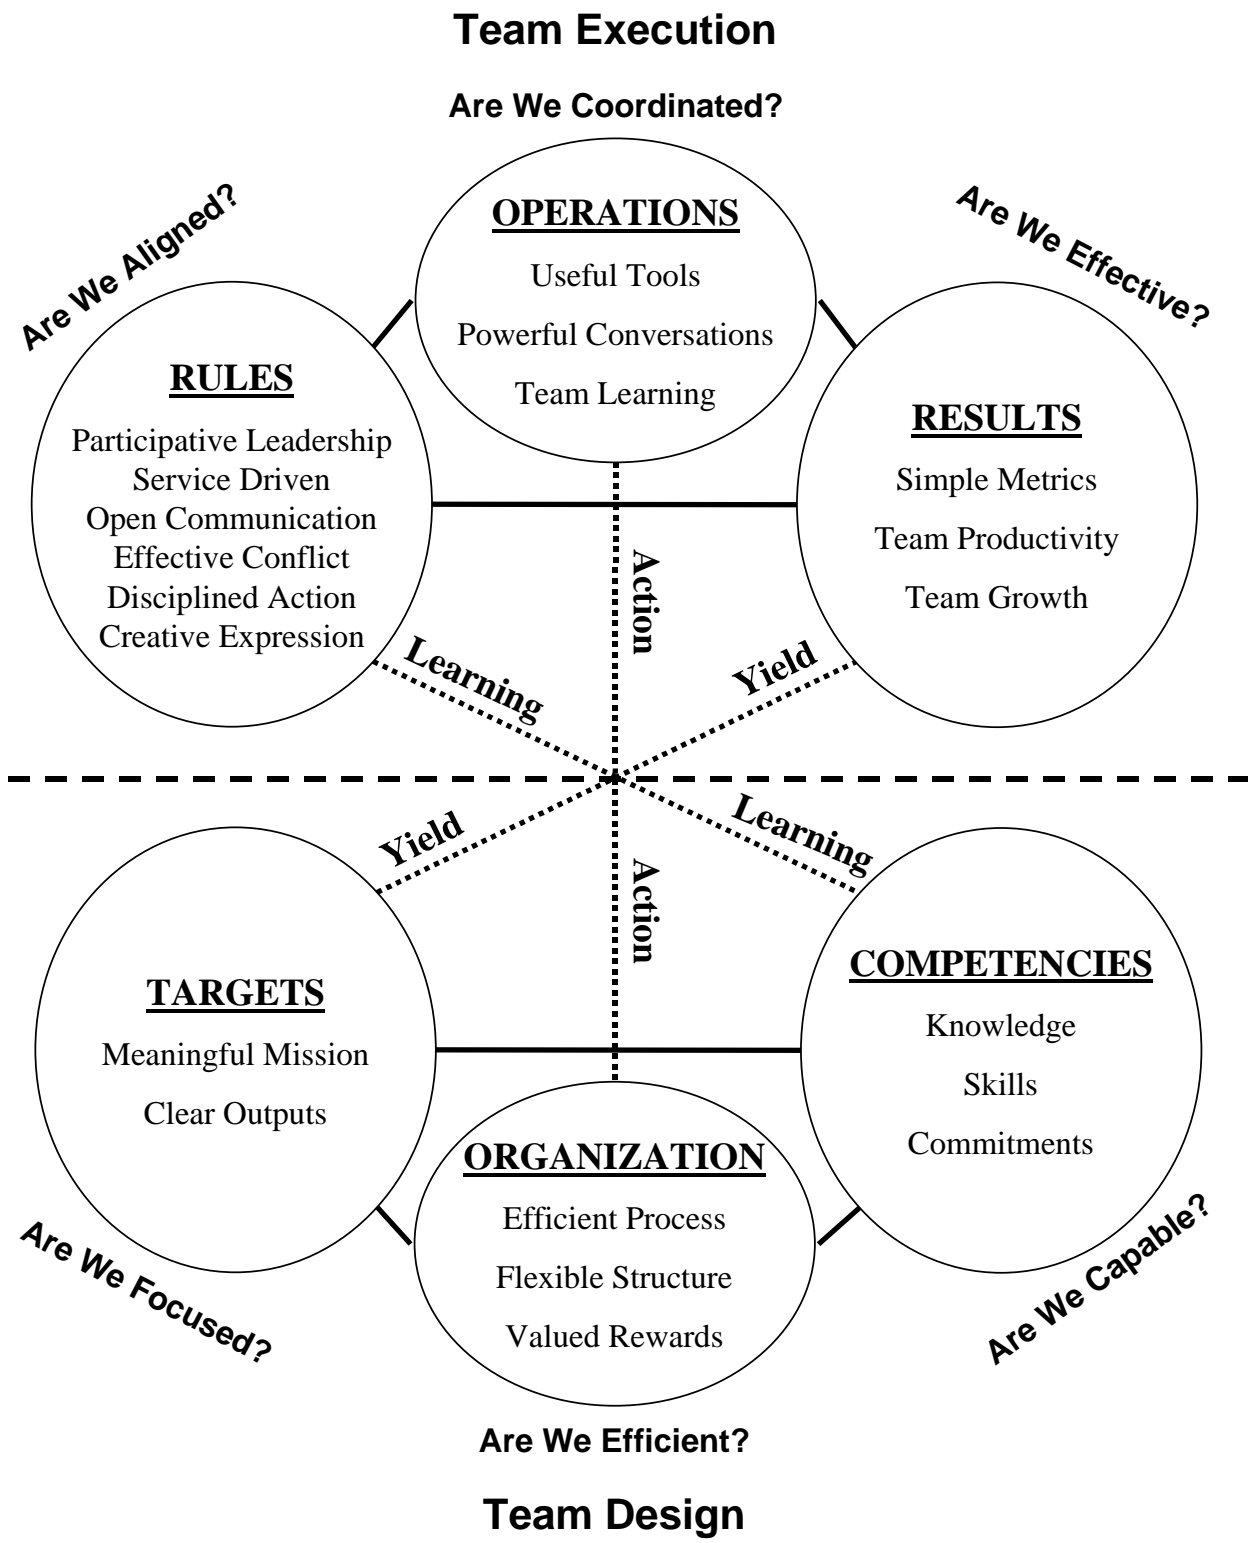 Team Execution
Are We Coordinated?
Are We Aligned?
Are We Effective?
OPERATIONS
Useful Tools
Powerful Conversations
Team Learning
RULES
Participative Leadership
Service Driven
Open Communication
Effective Conflict
Disciplined Action
Creative Expression
RESULTS
Simple Metrics
Team Productivity
Team Growth
Learning
Action
Yield
Yield
Action
Learning
TARGETS
Meaningful Mission
Clear Outputs
COMPETENCIES
Knowledge
Skills
Commitments
ORGANIZATION
Efficient Process
Flexible Structure
Valued Rewards
Are We Focused?
Are We Capable?
Are We Efficient?
Team Design